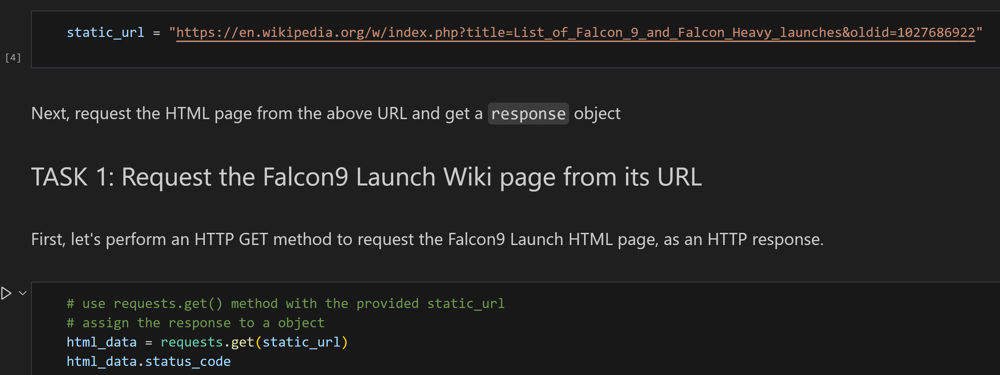 static_url = "https://en.wikipedia.org/w/index.php?title=List_of_Falcon_9_and_Falcon_Heavy_launches&oldid=1027686922"
[4]
Next, request the HTML page from the above URL and get a response object
TASK 1: Request the Falcon9 Launch Wiki page from its URL
First, let's perform an HTTP GET method to request the Falcon9 Launch HTML page, as an HTTP response.
# use requests.get() method with the provided static_url
# assign the response to a object
html_data = requests.get(static_url)
html_data.status_code